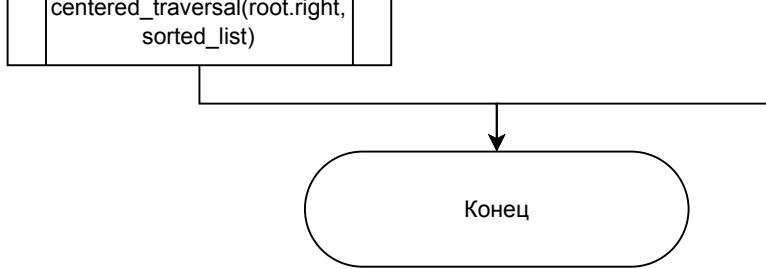 centered_traversal(root.right,
sorted_list)
Конец